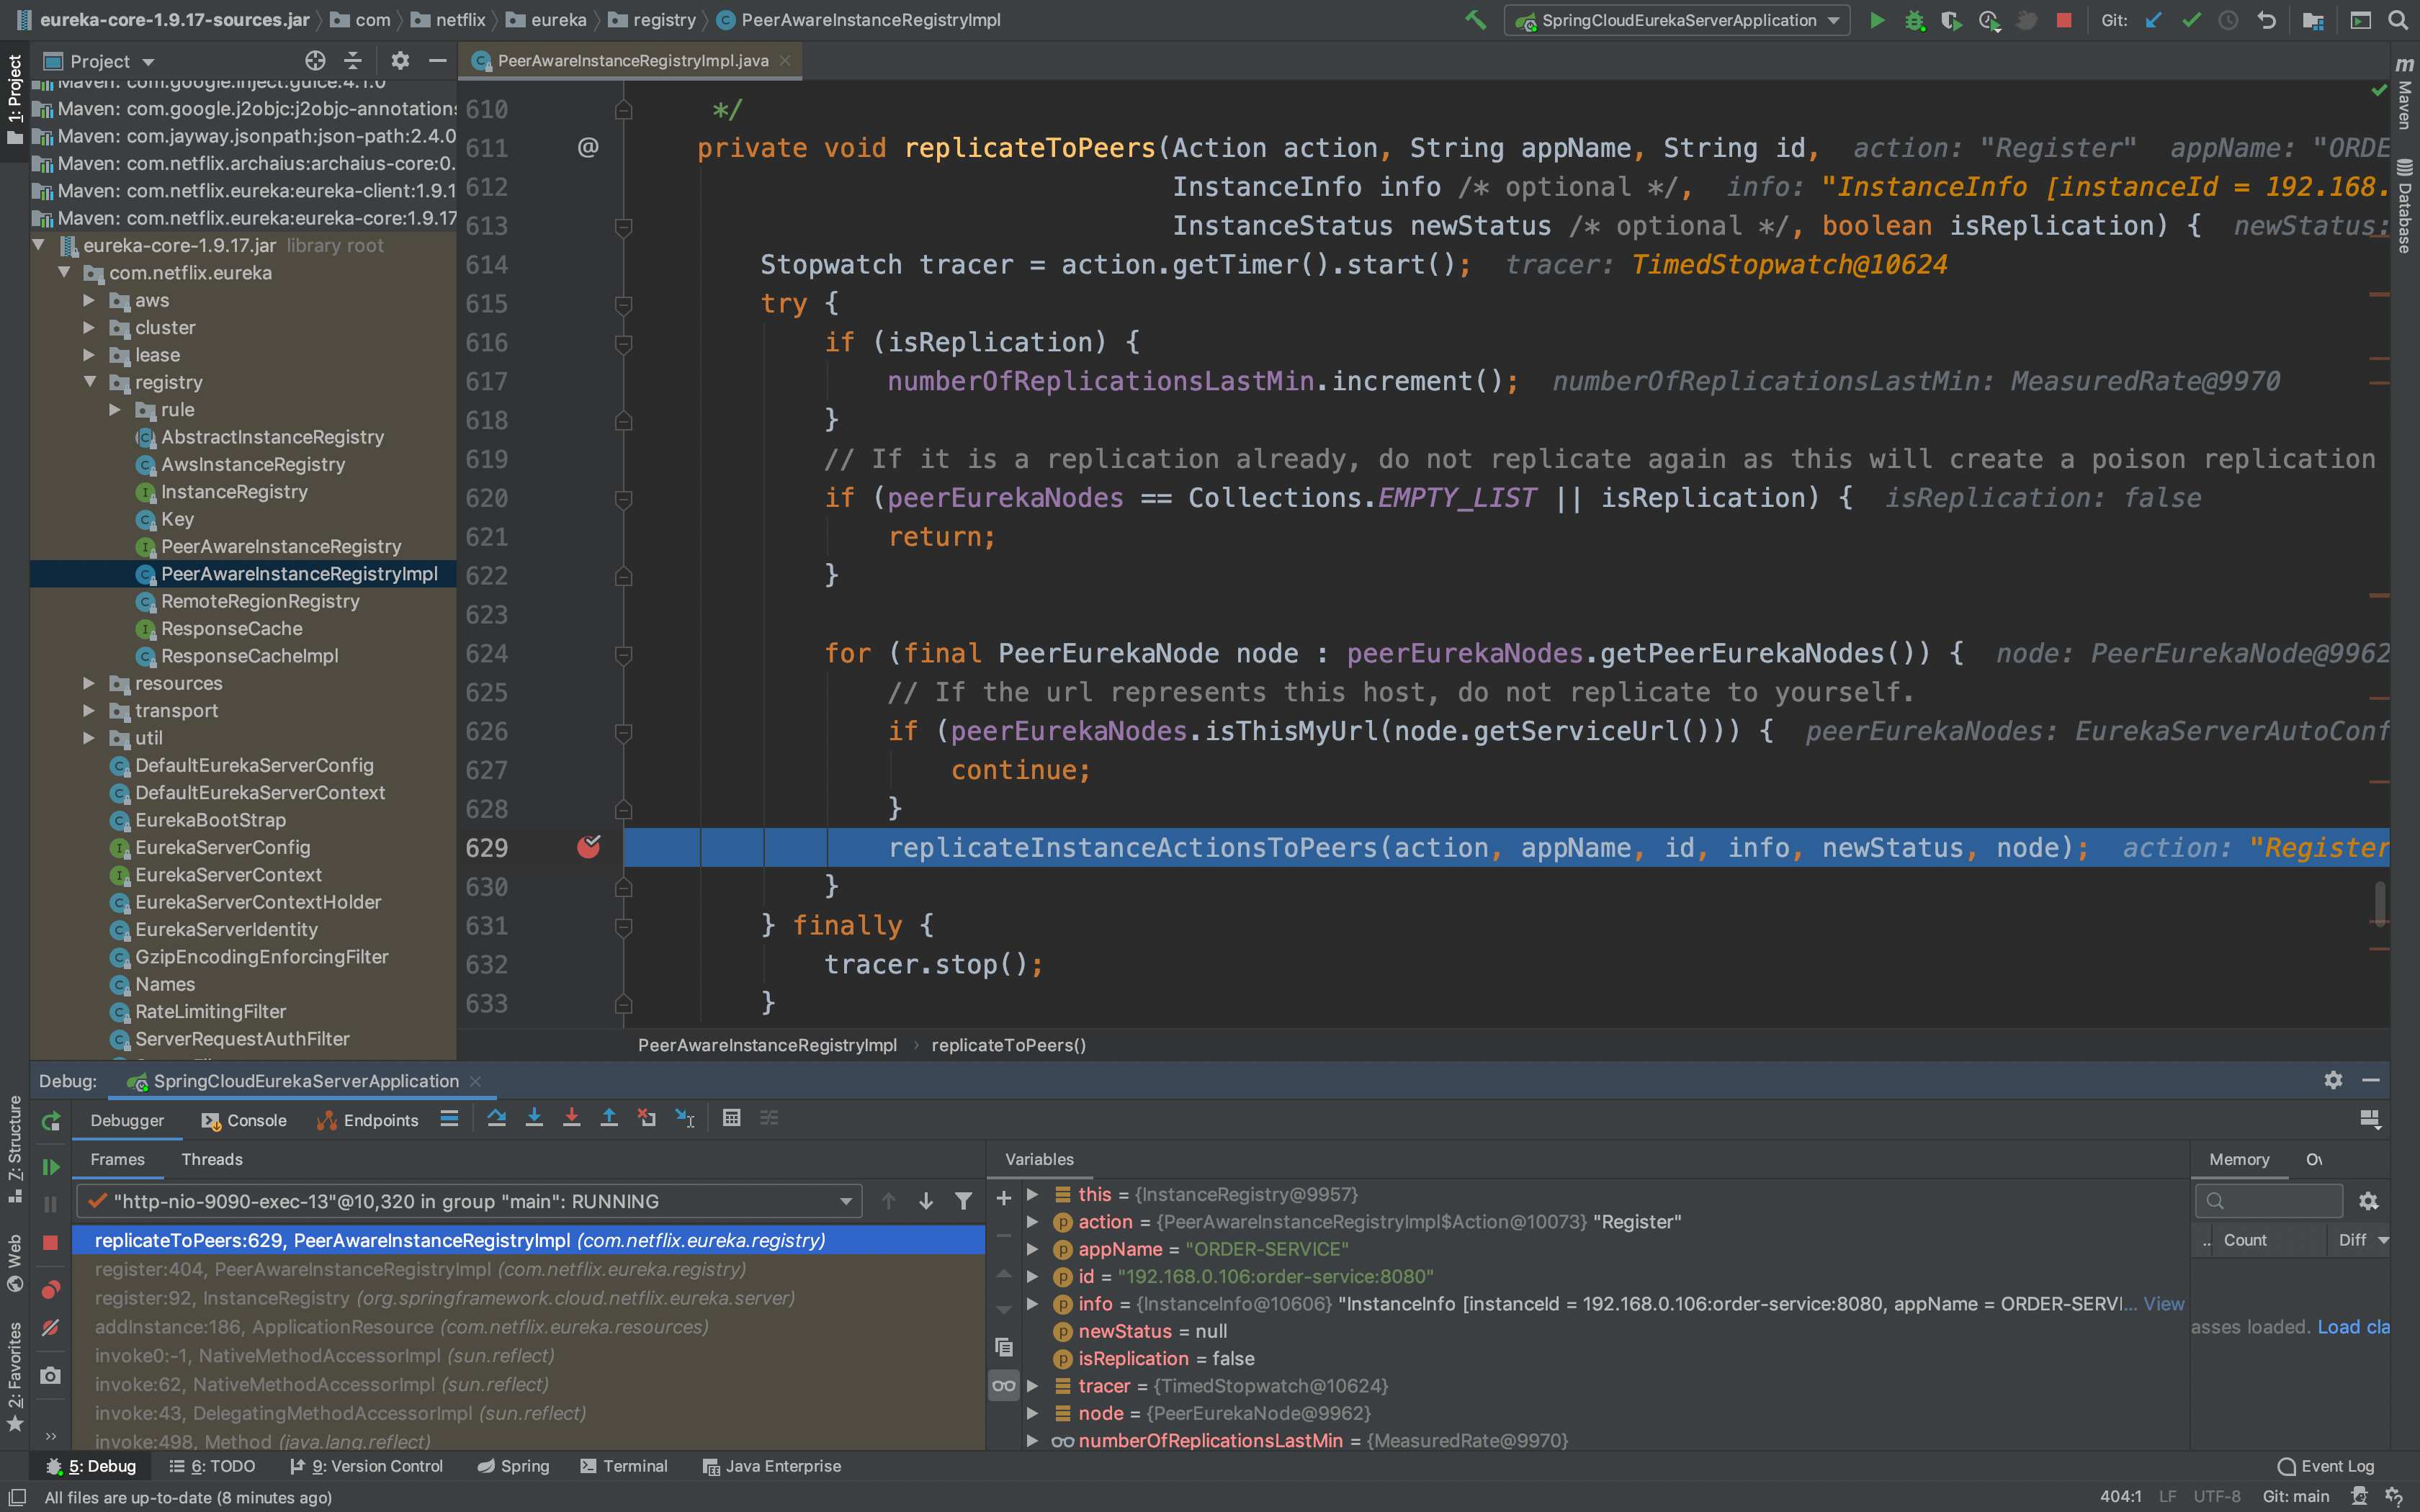 eureka-core-1.9.17-sources.jar com netflix eureka registry PeerAwareInstanceRegistryImpl SpringCloudEurekaServerApplication Git:
1: Project
Project
PeerAwareInstanceRegistryImpl.java
Maven: com.google.inject:guice:4.1.0
Maven: com.google.j2objc:j2objc-annotations:
Maven: com.jayway.jsonpath:json-path:2.4.0
Maven: com.netflix.archaius:archaius-core:0.
Maven: com.netflix.eureka:eureka-client:1.9.1
Maven: com.netflix.eureka:eureka-core:1.9.17
eureka-core-1.9.17.jar library root
com.netflix.eureka
aws
cluster
lease
registry
rule
AbstractInstanceRegistry
AwsInstanceRegistry
InstanceRegistry
Key
PeerAwareInstanceRegistry
PeerAwareInstanceRegistryImpl
RemoteRegionRegistry
ResponseCache
ResponseCacheImpl
resources
transport
util
DefaultEurekaServerConfig
DefaultEurekaServerContext
EurekaBootStrap
EurekaServerConfig
EurekaServerContext
EurekaServerContextHolder
EurekaServerIdentity
GzipEncodingEnforcingFilter
Names
RateLimitingFilter
ServerRequestAuthFilter
610 */
611 @ private void replicateToPeers(Action action, String appName, String id, action: "Register" appName: "ORDE
612 InstanceInfo info /* optional */, info: "InstanceInfo [instanceId = 192.168.
613 InstanceStatus newStatus /* optional */, boolean isReplication) { newStatus:
614 Stopwatch tracer = action.getTimer().start(); tracer: TimedStopwatch@10624
615 try {
616 if (isReplication) {
617 numberOfReplicationsLastMin.increment(); numberOfReplicationsLastMin: MeasuredRate@9970
618 }
619 // If it is a replication already, do not replicate again as this will create a poison replication
620 if (peerEurekaNodes == Collections.EMPTY_LIST || isReplication) { isReplication: false
621 return;
622 }
623
624 for (final PeerEurekaNode node : peerEurekaNodes.getPeerEurekaNodes()) { node: PeerEurekaNode@9962
625 // If the url represents this host, do not replicate to yourself.
626 if (peerEurekaNodes.isThisMyUrl(node.getServiceUrl())) { peerEurekaNodes: EurekaServerAutoConf
627 continue;
628 }
629 replicateInstanceActionsToPeers(action, appName, id, info, newStatus, node); action: "Register
630 }
631 } finally {
632 tracer.stop();
633 }
PeerAwareInstanceRegistryImpl › replicateToPeers()
m Maven
Database
Debug: SpringCloudEurekaServerApplication
Debugger Console Endpoints
Frames Threads
"http-nio-9090-exec-13"@10,320 in group "main": RUNNING
replicateToPeers:629, PeerAwareInstanceRegistryImpl (com.netflix.eureka.registry)
register:404, PeerAwareInstanceRegistryImpl (com.netflix.eureka.registry)
register:92, InstanceRegistry (org.springframework.cloud.netflix.eureka.server)
addInstance:186, ApplicationResource (com.netflix.eureka.resources)
invoke0:-1, NativeMethodAccessorImpl (sun.reflect)
invoke:62, NativeMethodAccessorImpl (sun.reflect)
invoke:43, DelegatingMethodAccessorImpl (sun.reflect)
invoke:498, Method (java.lang.reflect)
Variables
this = {InstanceRegistry@9957}
action = {PeerAwareInstanceRegistryImpl$Action@10073} "Register"
appName = "ORDER-SERVICE"
id = "192.168.0.106:order-service:8080"
info = {InstanceInfo@10606} "InstanceInfo [instanceId = 192.168.0.106:order-service:8080, appName = ORDER-SERVI... View
newStatus = null
isReplication = false
tracer = {TimedStopwatch@10624}
node = {PeerEurekaNode@9962}
numberOfReplicationsLastMin = {MeasuredRate@9970}
Memory
.. Count Diff
asses loaded. Load cla
Z: Structure
Web
2: Favorites
5: Debug 6: TODO 9: Version Control Spring Terminal Java Enterprise Event Log
All files are up-to-date (8 minutes ago) 404:1 LF UTF-8 Git: main